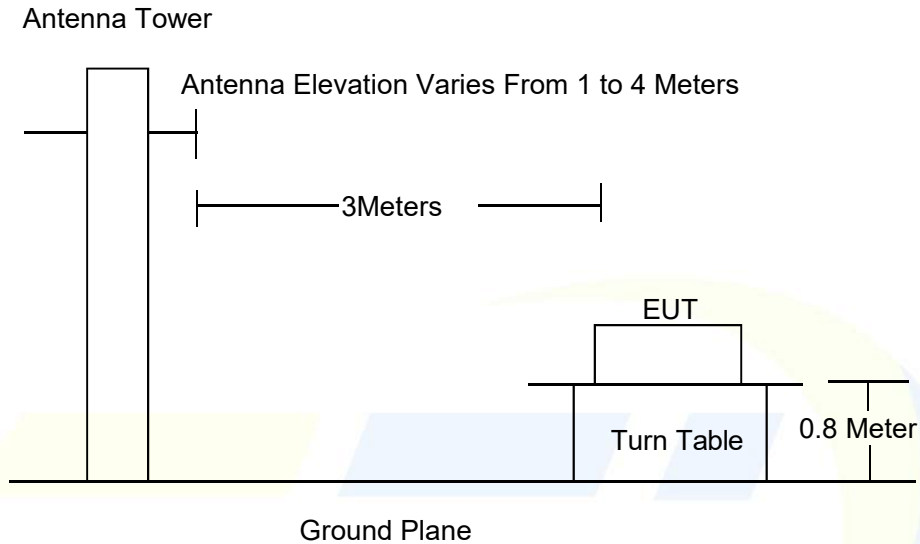 Antenna Tower
Antenna Elevation Varies From 1 to 4 Meters
3Meters
EUT
Turn Table
0.8 Meter
Ground Plane